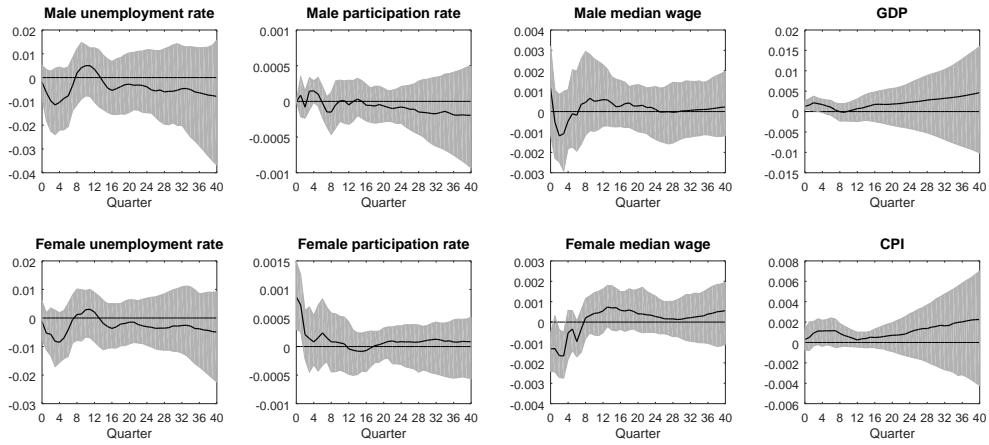 Male unemployment rate
0.02
0.01
0
-0.01
-0.02
-0.03
-0.04
0 4 8 12 16 20 24 28 32 36 40
Quarter
Male participation rate
0.001
0.0005
0
-0.0005
-0.001
0 4 8 12 16 20 24 28 32 36 40
Quarter
Male median wage
0.004
0.003
0.002
0.001
0
-0.001
-0.002
-0.003
0 4 8 12 16 20 24 28 32 36 40
Quarter
GDP
0.02
0.015
0.01
0.005
0
-0.005
-0.01
-0.015
0 4 8 12 16 20 24 28 32 36 40
Quarter
Female unemployment rate
0.02
0.01
0
-0.01
-0.02
-0.03
0 4 8 12 16 20 24 28 32 36 40
Quarter
Female participation rate
0.0015
0.001
0.0005
0
-0.0005
-0.001
0 4 8 12 16 20 24 28 32 36 40
Quarter
Female median wage
0.003
0.002
0.001
0
-0.001
-0.002
-0.003
-0.004
0 4 8 12 16 20 24 28 32 36 40
Quarter
CPI
0.008
0.006
0.004
0.002
0
-0.002
-0.004
-0.006
0 4 8 12 16 20 24 28 32 36 40
Quarter